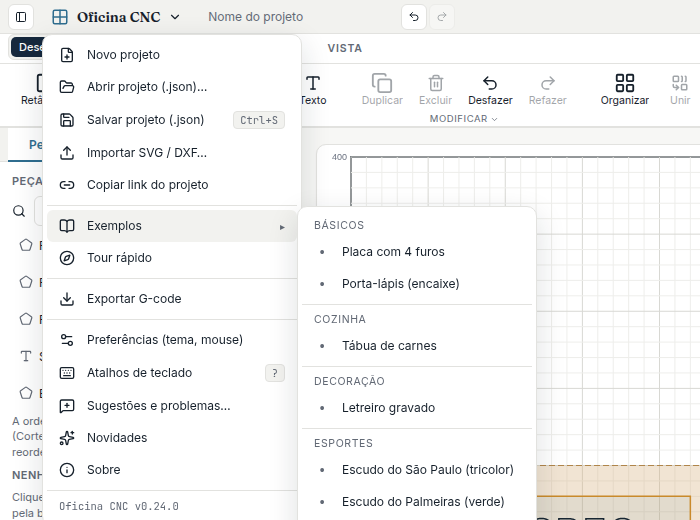 Oficina CNC
Nome do projeto
VISTA
Novo projeto
Abrir projeto (.json)...
Salvar projeto (.json) Ctrl+S
Importar SVG / DXF...
Copiar link do projeto
Exemplos
Tour rápido
Exportar G-code
Preferências (tema, mouse)
Atalhos de teclado ?
Sugestões e problemas...
Novidades
Sobre
Oficina CNC v0.24.0
Texto
Duplicar
Excluir
Desfazer
Refazer
Organizar
Unir
MODIFICAR
400
BÁSICOS
Placa com 4 furos
Porta-lápis (encaixe)
COZINHA
Tábua de carnes
DECORAÇÃO
Letreiro gravado
ESPORTES
Escudo do São Paulo (tricolor)
Escudo do Palmeiras (verde)
A orde
(Corte
reorde
Clique
pela b